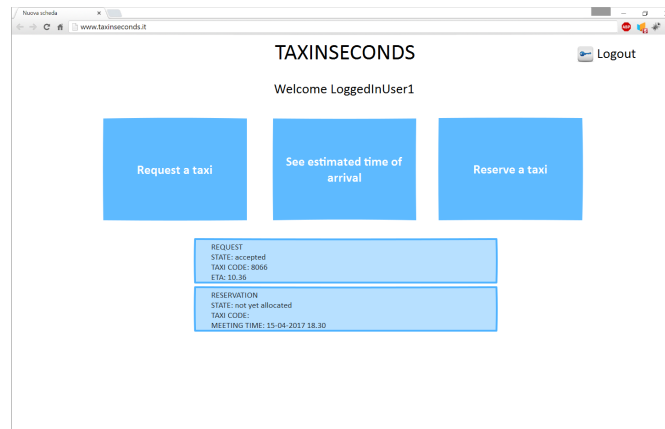 Nuova scheda
www.taxinseconds.it
ABP
TAXINSECONDS
Logout
Welcome LoggedInUser1
Request a taxi
See estimated time of
arrival
Reserve a taxi
REQUEST
STATE: accepted
TAXI CODE: 8066
ETA: 10.36
RESERVATION
STATE: not yet allocated
TAXI CODE:
MEETING TIME: 15-04-2017 18.30